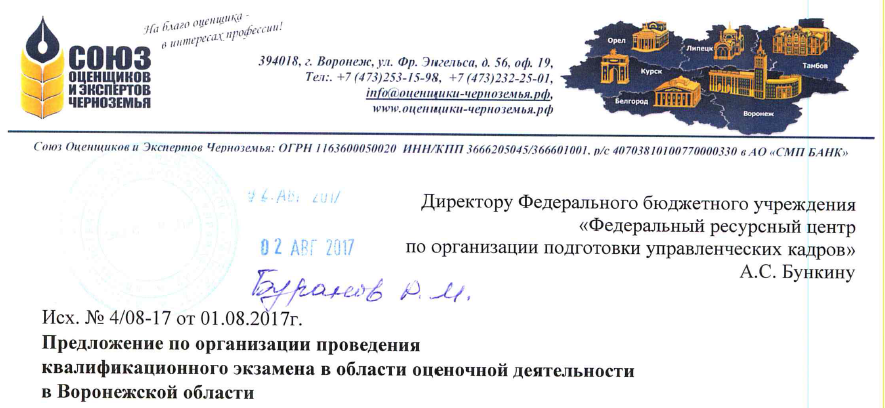 На благо оценщика -
в интересах профессии!
СОЮЗ
ОЦЕНЩИКОВ
И ЭКСПЕРТОВ
ЧЕРНОЗЕМЬЯ
394018, г. Воронеж, ул. Фр. Энгельса, д. 56, оф. 19,
Тел:. +7 (473)253-15-98, +7 (473)232-25-01,
info@оценщики-черноземья.рф,
www.оценщики-черноземья.рф
Орел
Липецк
Тамбов
Курск
Белгород
Воронеж
Союз Оценщиков и Экспертов Черноземья: ОГРН 1163600050020 ИНН/КПП 3666205045/366601001. р/с 40703810100770000330 в АО «СМП БАНК»
Директору Федерального бюджетного учреждения
«Федеральный ресурсный центр
по организации подготовки управленческих кадров»
А.С. Бункину
02 АВГ 2017
Буранов Р.М.
Исх. № 4/08-17 от 01.08.2017г.
Предложение по организации проведения
квалификационного экзамена в области оценочной деятельности
в Воронежской области